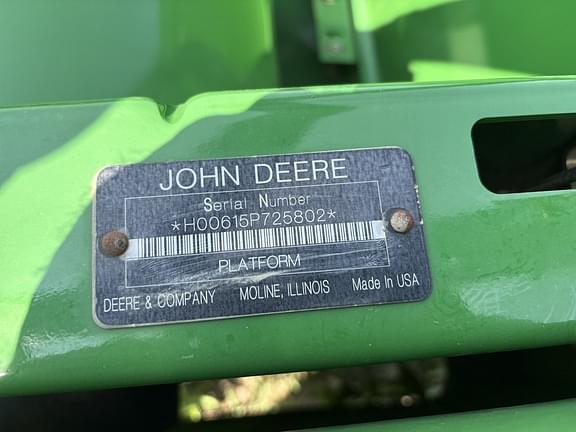 JOHN DEERE
Serial Number
*H00615P725802*
PLATFORM
DEERE & COMPANY MOLINE, ILLINOIS Made In USA